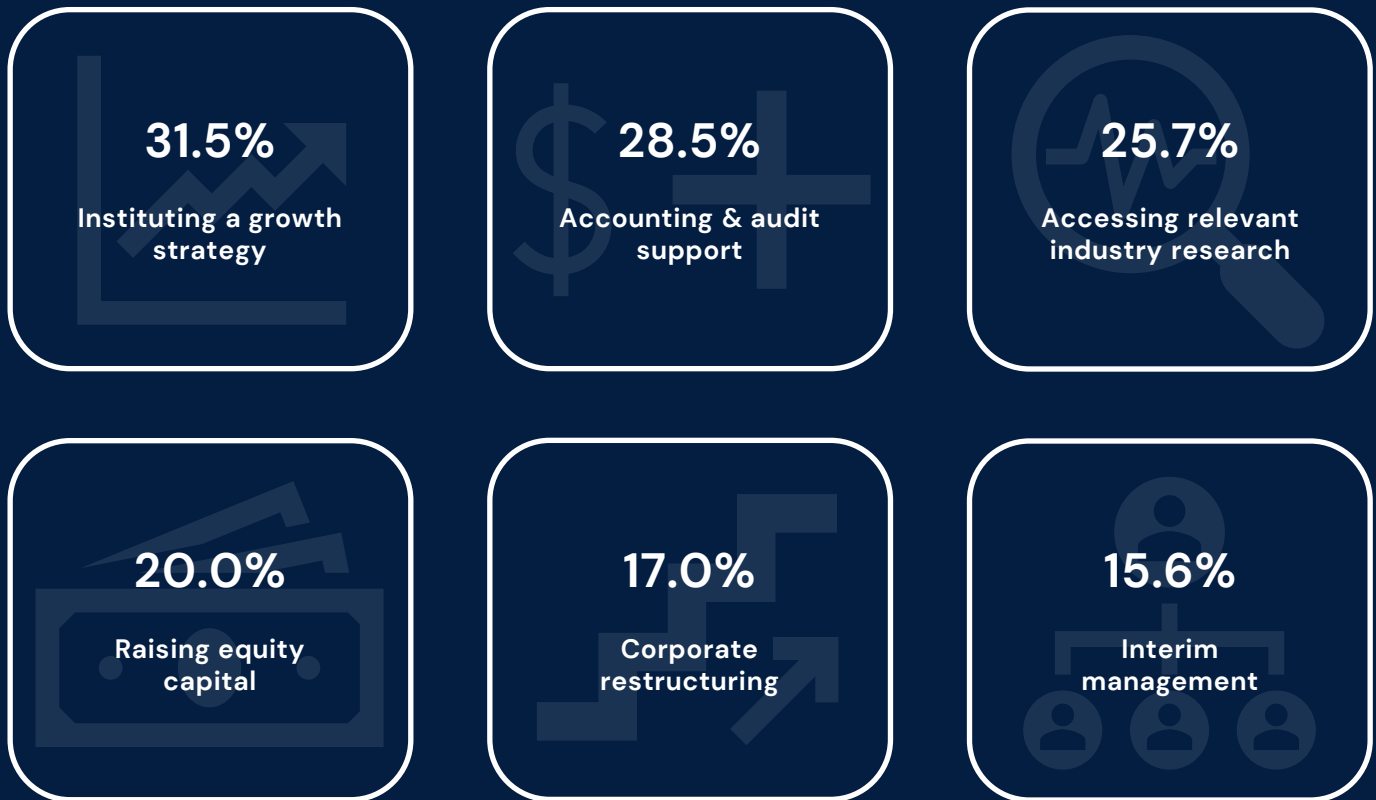 31.5%
Instituting a growth
strategy
28.5%
Accounting & audit
support
25.7%
Accessing relevant
industry research
20.0%
Raising equity
capital
17.0%
Corporate
restructuring
15.6%
Interim
management